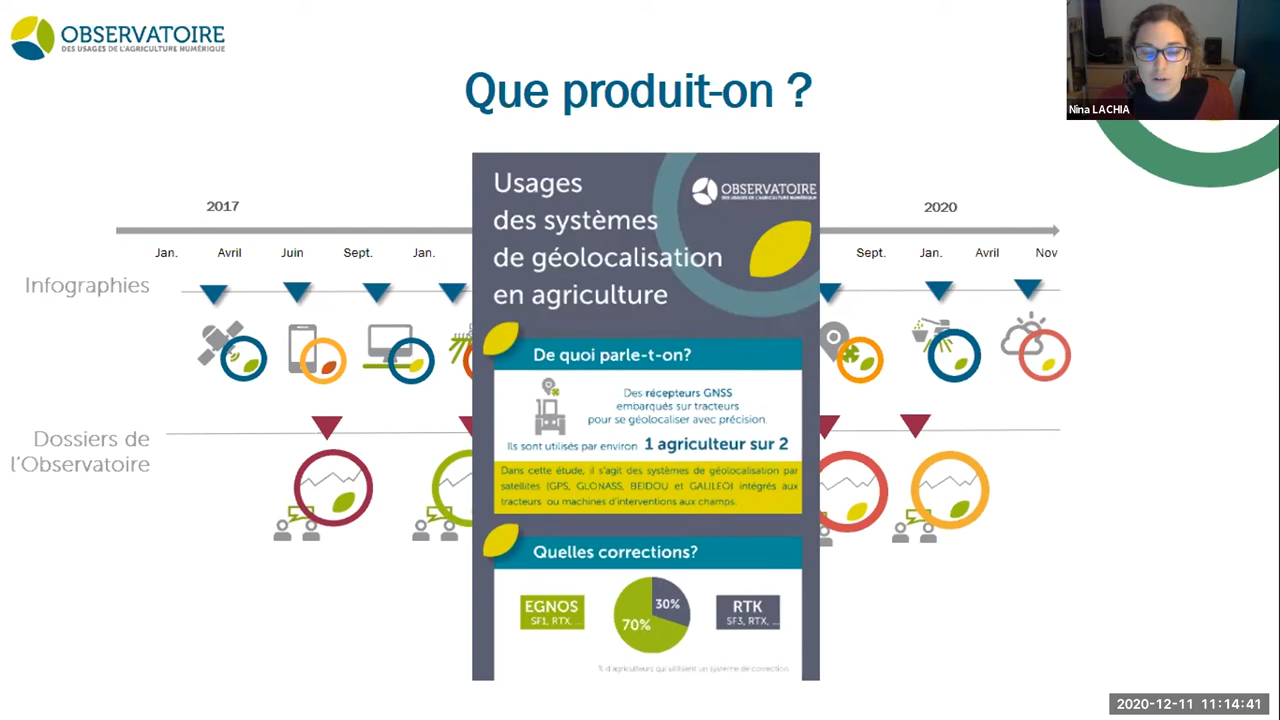 OBSERVATOIRE
DES USAGES DE L'AGRICULTURE NUMÉRIQUE
Que produit-on ?
Nina LACHIA
2017
2020
Jan.
Avril
Juin
Sept.
Jan.
Sept.
Jan.
Avril
Nov
Infographies
Dossiers de
l'Observatoire
Usages
des systèmes
de géolocalisation
en agriculture
OBSERVATOIRE
DES USAGES DE L'AGRICULTURE NUMÉRIQUE
De quoi parle-t-on?
Des récepteurs GNSS
embarqués sur tracteurs
pour se géolocaliser avec précision.
Ils sont utilisés par environ 1 agriculteur sur 2
Dans cette étude, il s'agit des systèmes de géolocalisation par
satellites (GPS, GLONASS, BEIDOU et GALILEO) intégrés aux
tracteurs ou machines d'interventions aux champs.
Quelles corrections?
EGNOS
SF1, RTX, ...
70%
30%
RTK
SF3, RTX, ...
% d'agriculteurs qui utilisent un système de correction
2020-12-11 11:14:41